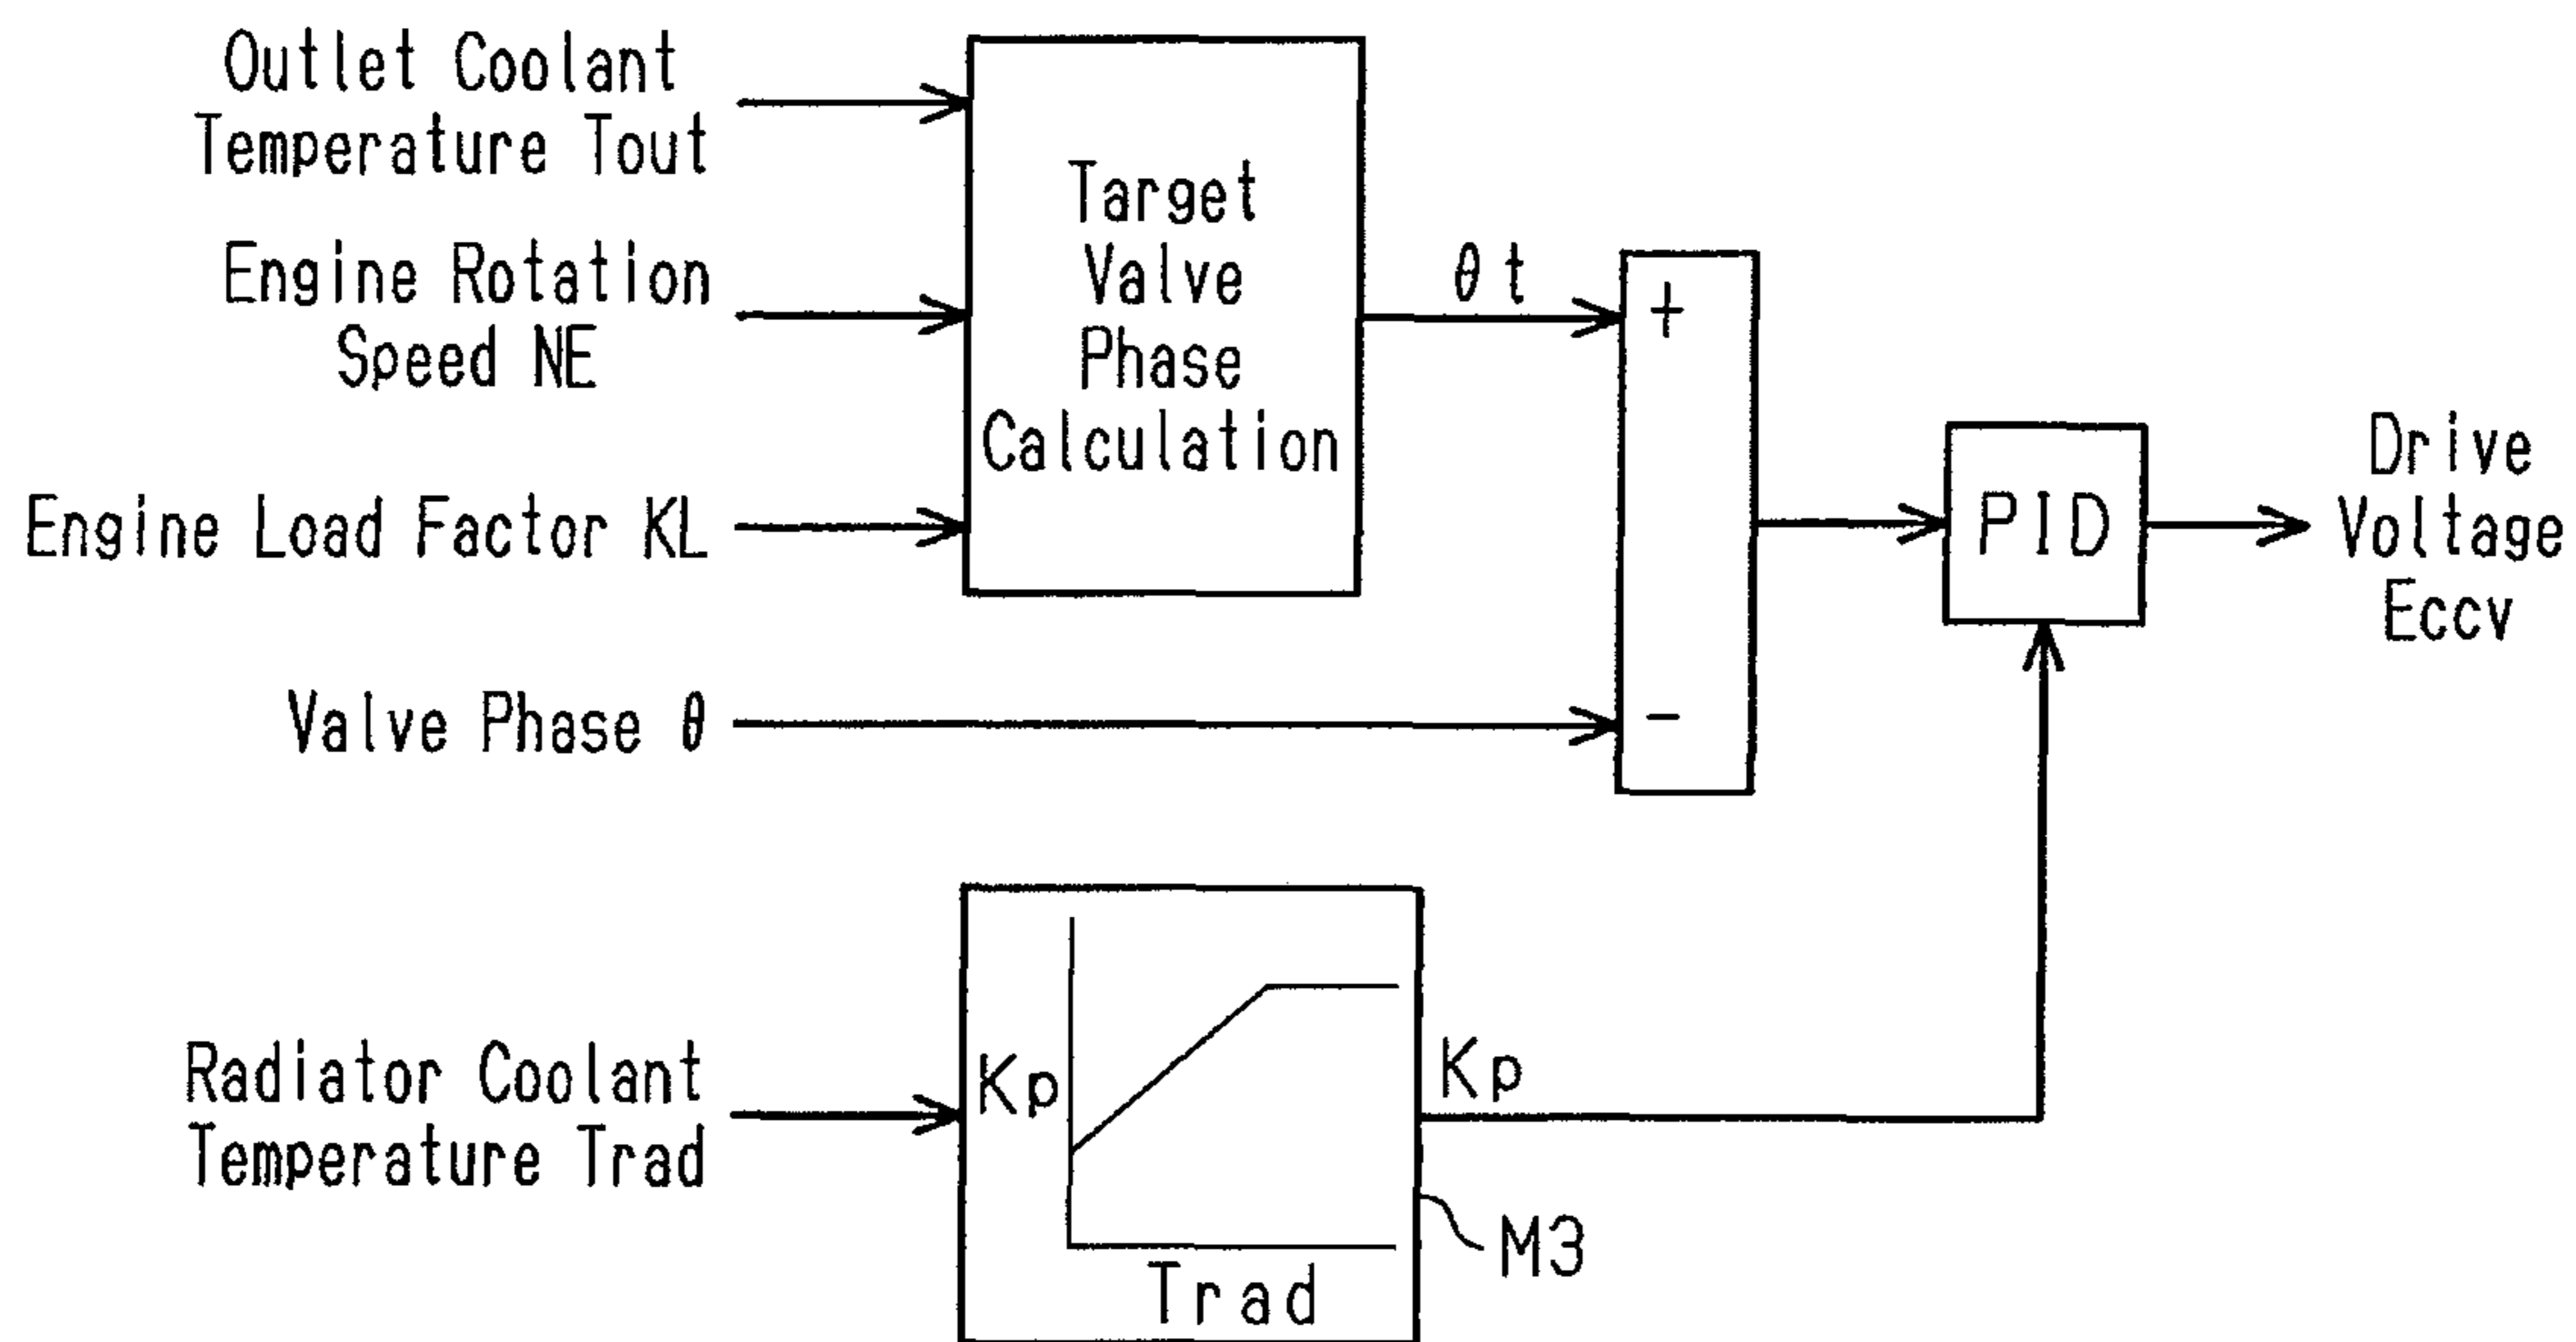 Outlet Coolant
Temperature Tout
Engine Rotation
Speed NE
Engine Load Factor KL
Target
Valve
Phase
Calculation
θt
+
-
Valve Phase θ
PID
Drive
Voltage
Eccv
Radiator Coolant
Temperature Trad
Kp
Trad
Kp
M3